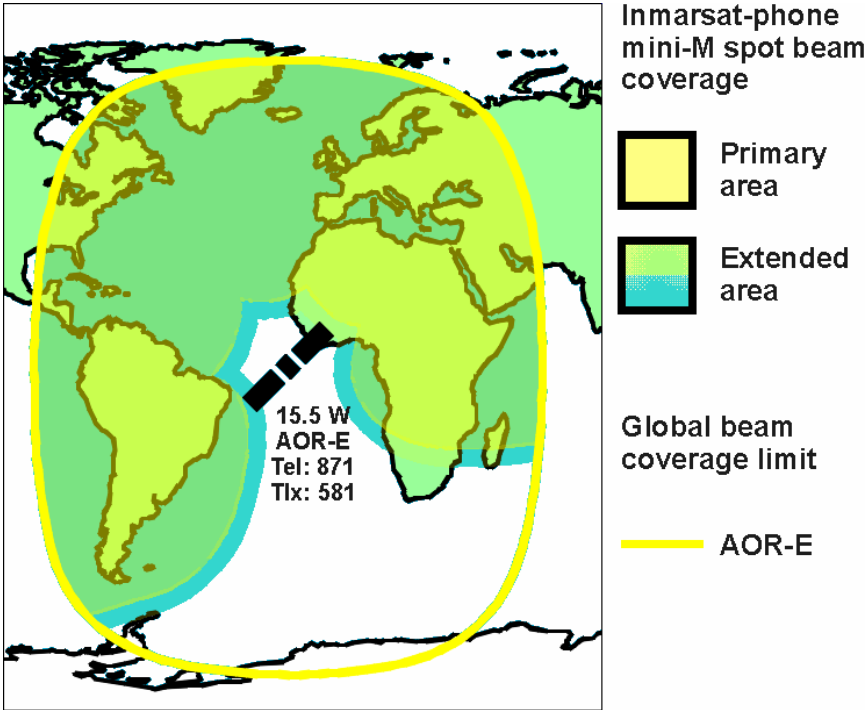 Inmarsat-phone
mini-M spot beam
coverage
Primary
area
Extended
area
15.5 W
AOR-E
Tel: 871
Tlx: 581
Global beam
coverage limit
AOR-E